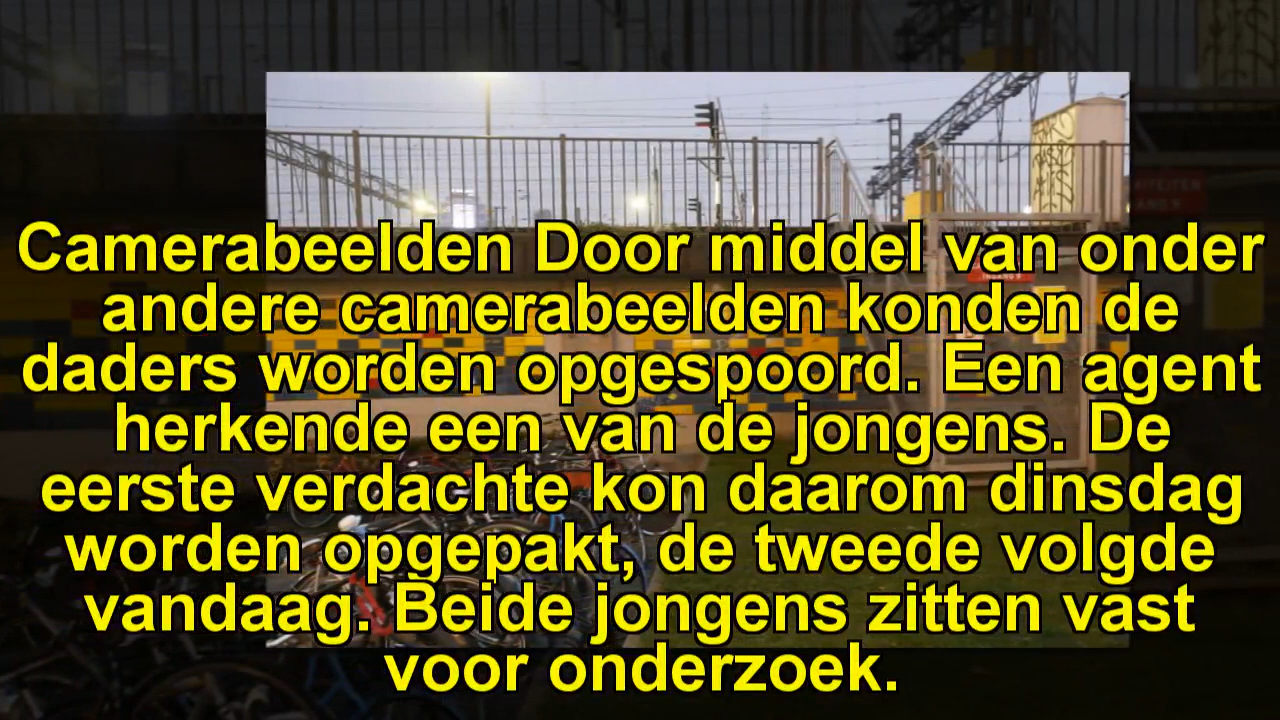 Camerabeelden Door middel van onder
andere camerabeelden konden de
daders worden opgespoord. Een agent
herkende een van de jongens. De
eerste verdachte kon daarom dinsdag
worden opgepakt, de tweede volgde
vandaag. Beide jongens zitten vast
voor onderzoek.